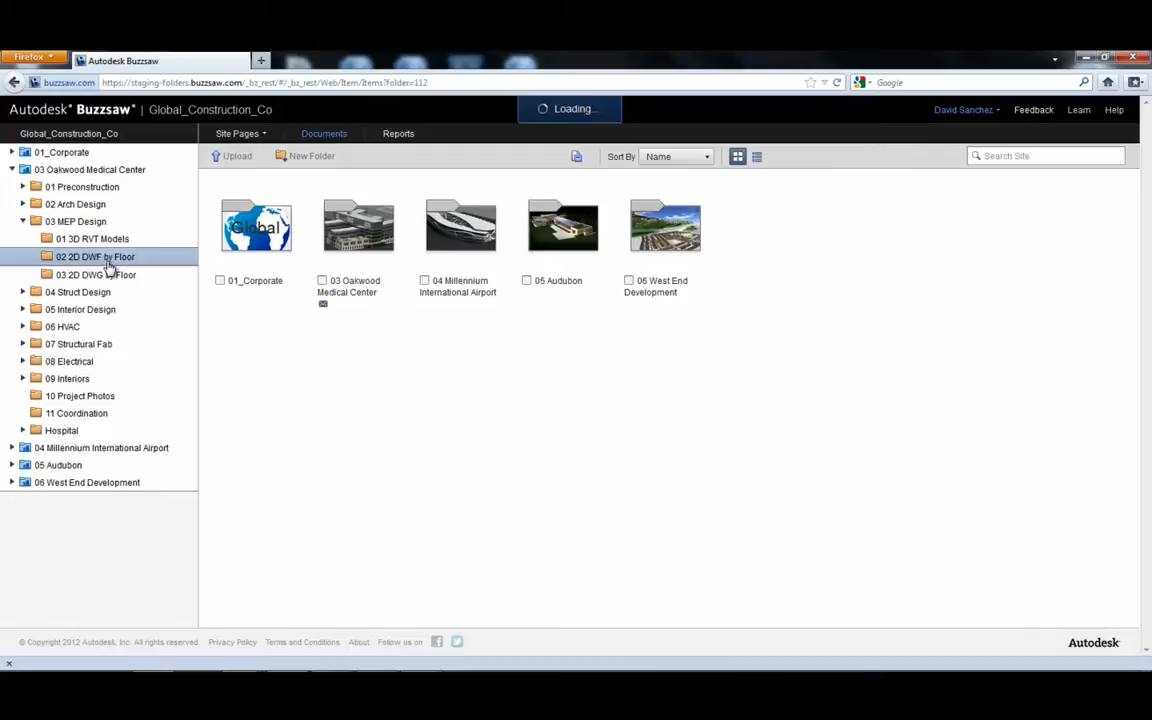 Firefox
Autodesk Buzzsaw
buzzsaw.com
https://staging-folders.buzzsaw.com/_bz_rest/#/_bz_rest/Web/Item/Items?folder=112
Google
Autodesk® Buzzsaw™ | Global_Construction_Co
Loading...
David Sanchez
Feedback
Learn
Help
Global_Construction_Co
Site Pages
Documents
Reports
Upload
New Folder
Sort By
Name
Search Site
01_Corporate
03 Oakwood Medical Center
01 Preconstruction
02 Arch Design
03 MEP Design
01 3D RVT Models
02 2D DWF by Floor
03 2D DWG by Floor
04 Struct Design
05 Interior Design
06 HVAC
07 Structural Fab
08 Electrical
09 Interiors
10 Project Photos
11 Coordination
Hospital
04 Millennium International Airport
05 Audubon
06 West End Development
Global
01_Corporate
03 Oakwood
Medical Center
04 Millennium
International Airport
05 Audubon
06 West End
Development
© Copyright 2012 Autodesk, Inc. All rights reserved.
Privacy Policy
Terms and Conditions
About
Follow us on
Autodesk